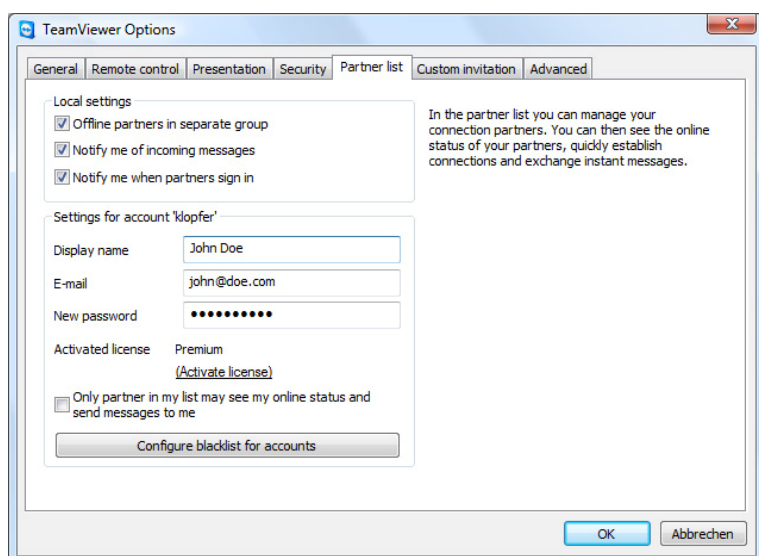 TeamViewer Options
General Remote control Presentation Security Partner list Custom invitation Advanced
Local settings
Offline partners in separate group
Notify me of incoming messages
Notify me when partners sign in
In the partner list you can manage your
connection partners. You can then see the online
status of your partners, quickly establish
connections and exchange instant messages.
Settings for account 'klopfer'
Display name John Doe
E-mail john@doe.com
New password ••••••••••
Activated license Premium
(Activate license)
Only partner in my list may see my online status and
send messages to me
Configure blacklist for accounts
OK Abbrechen